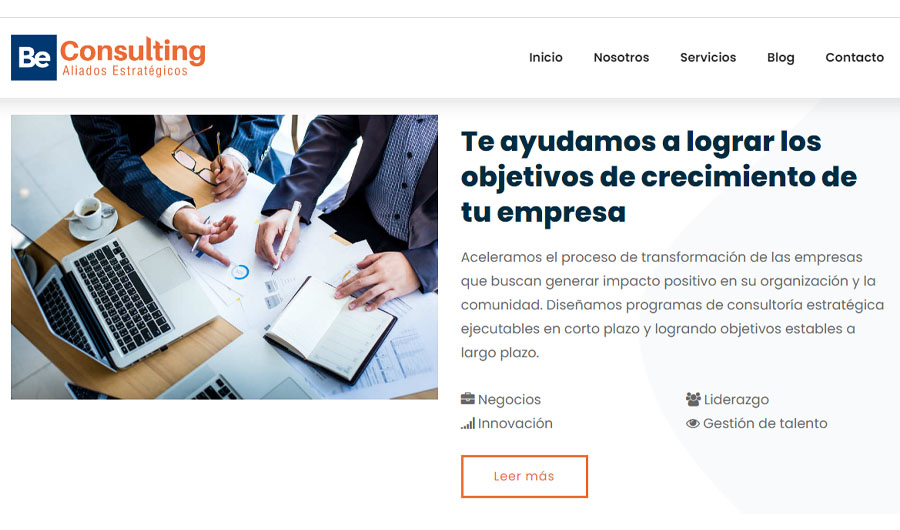 Be Consulting
Aliados Estratégicos
Inicio Nosotros Servicios Blog Contacto
Te ayudamos a lograr los
objetivos de crecimiento de
tu empresa
Aceleramos el proceso de transformación de las empresas
que buscan generar impacto positivo en su organización y la
comunidad. Diseñamos programas de consultoría estratégica
ejecutables en corto plazo y logrando objetivos estables a
largo plazo.
Negocios Liderazgo
Innovación Gestión de talento
Leer más